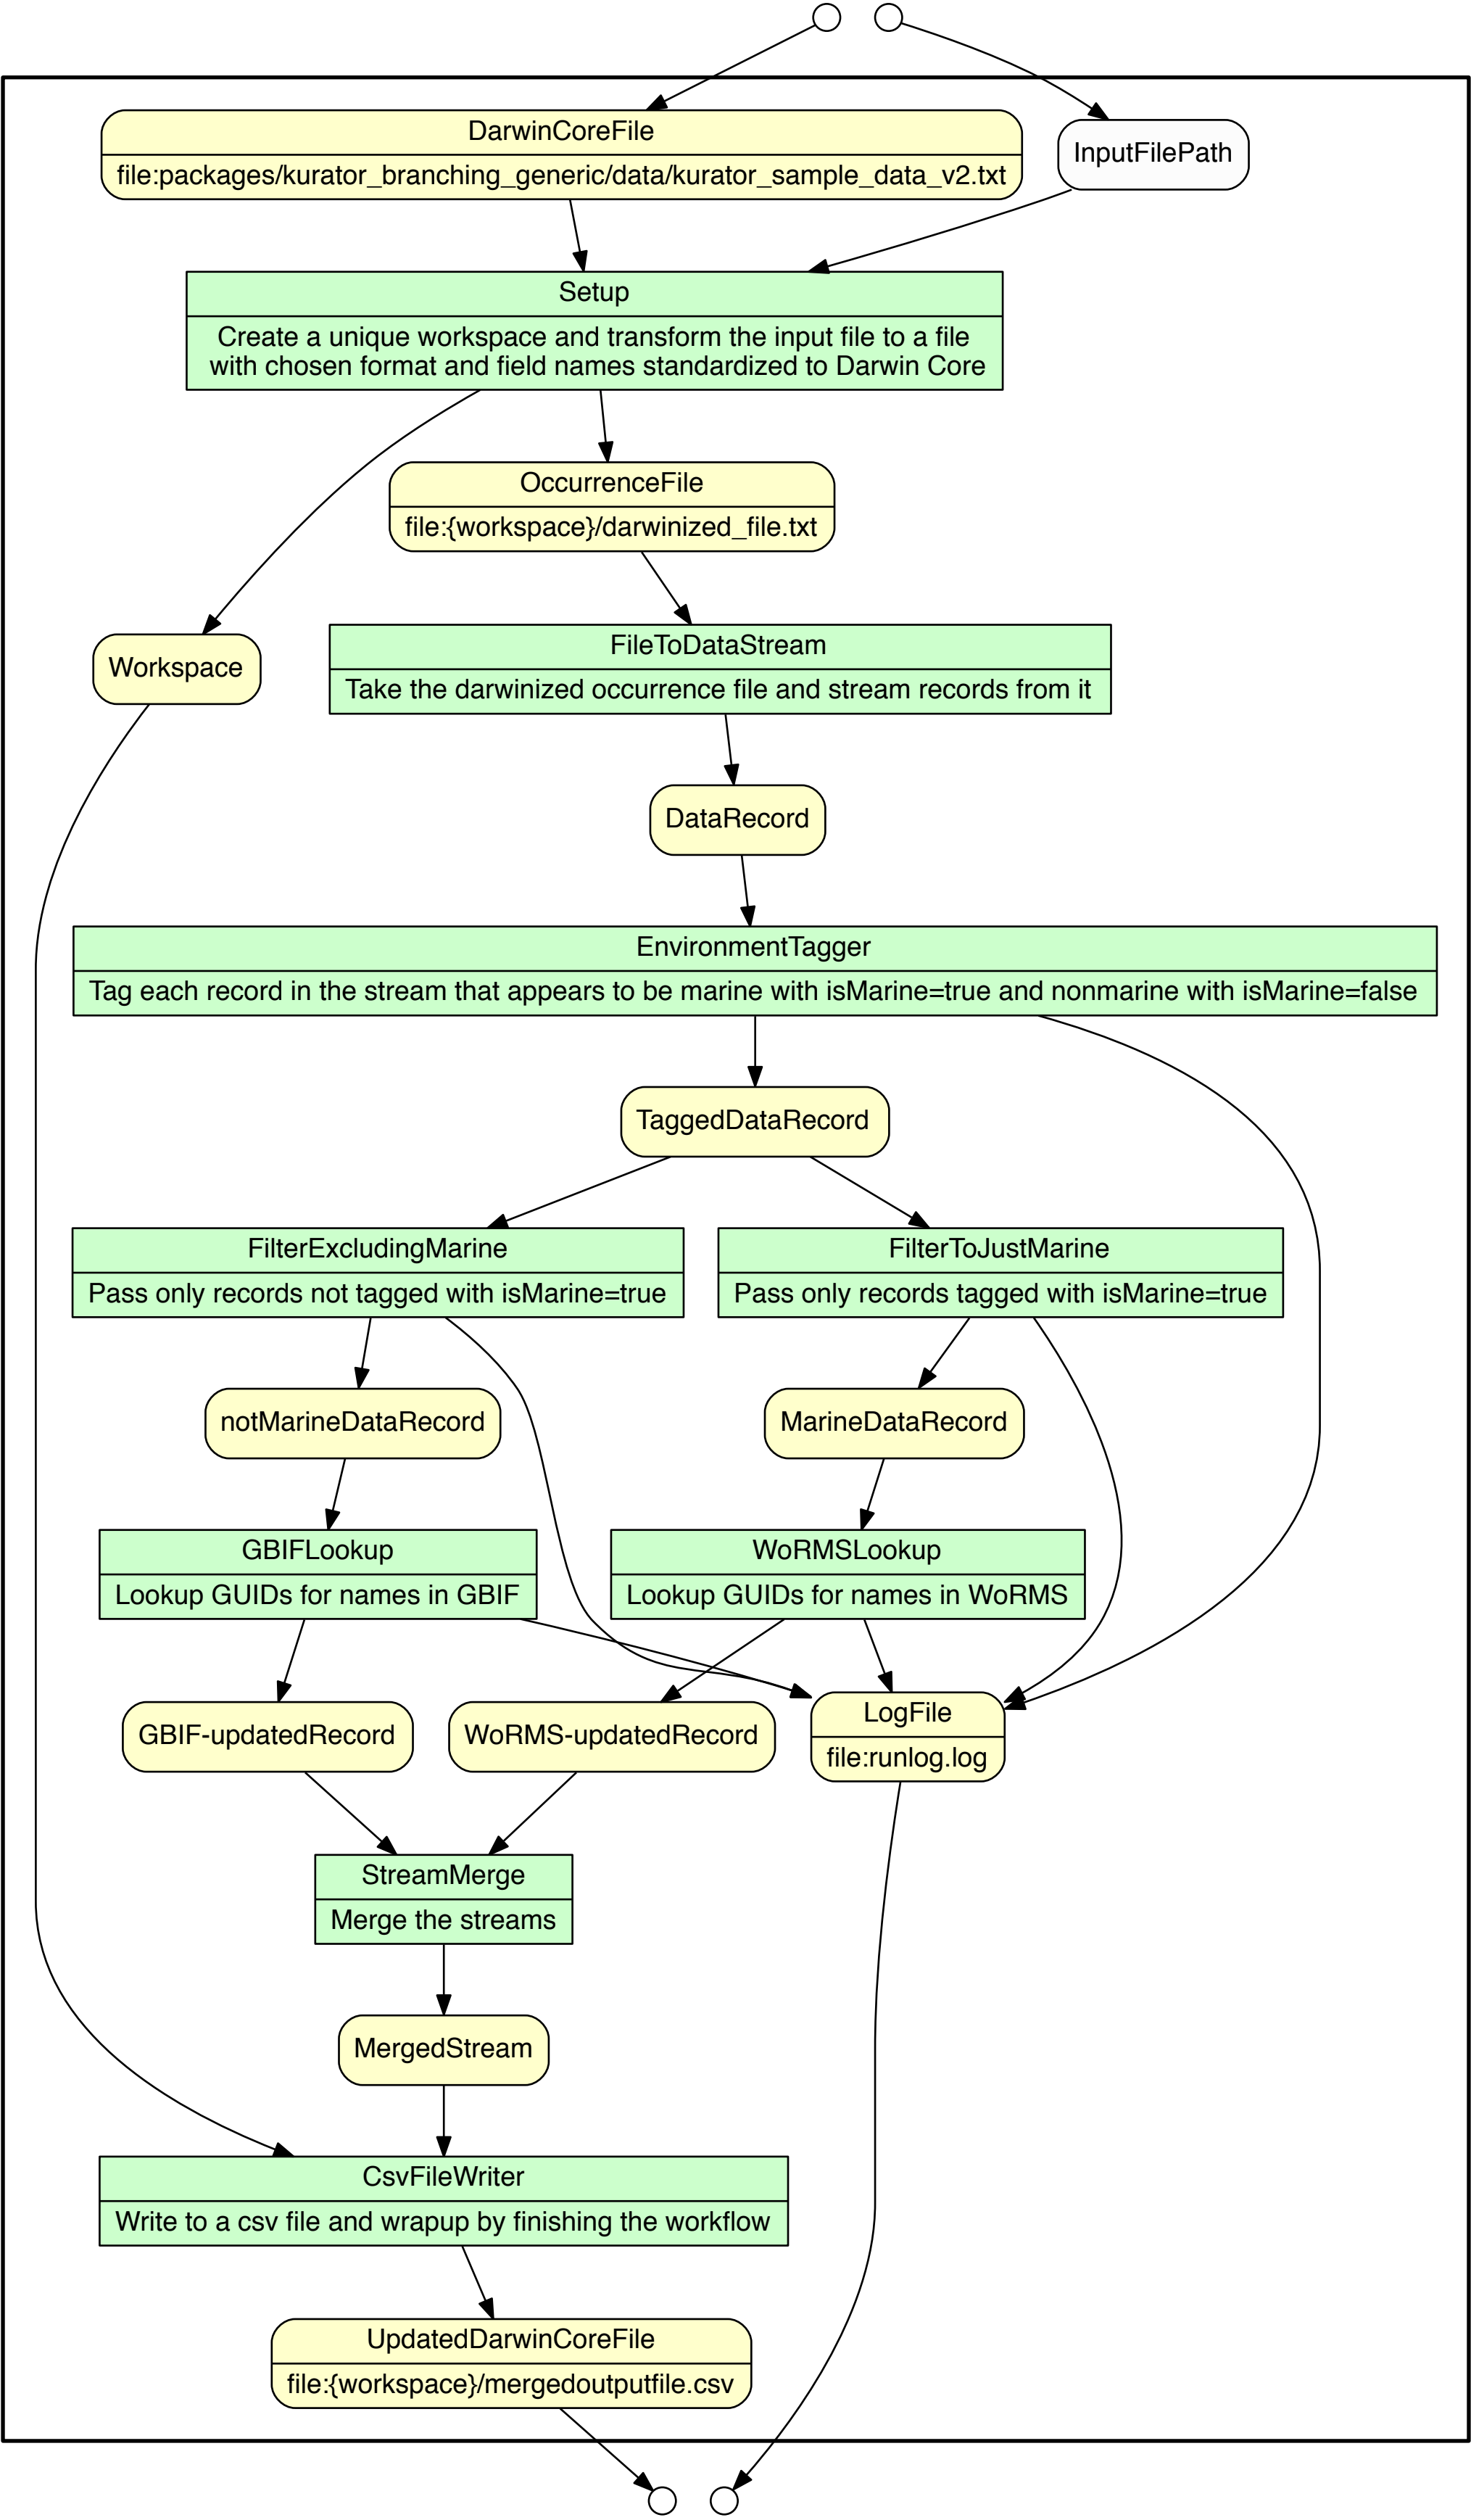 DarwinCoreFile
file:packages/kurator_branching_generic/data/kurator_sample_data_v2.txt
InputFilePath
Setup
Create a unique workspace and transform the input file to a file
with chosen format and field names standardized to Darwin Core
OccurrenceFile
file:{workspace}/darwinized_file.txt
Workspace
FileToDataStream
Take the darwinized occurrence file and stream records from it
DataRecord
EnvironmentTagger
Tag each record in the stream that appears to be marine with isMarine=true and nonmarine with isMarine=false
TaggedDataRecord
FilterExcludingMarine
Pass only records not tagged with isMarine=true
FilterToJustMarine
Pass only records tagged with isMarine=true
notMarineDataRecord
MarineDataRecord
GBIFLookup
Lookup GUIDs for names in GBIF
WoRMSLookup
Lookup GUIDs for names in WoRMS
GBIF-updatedRecord
WoRMS-updatedRecord
LogFile
file:runlog.log
StreamMerge
Merge the streams
MergedStream
CsvFileWriter
Write to a csv file and wrapup by finishing the workflow
UpdatedDarwinCoreFile
file:{workspace}/mergedoutputfile.csv